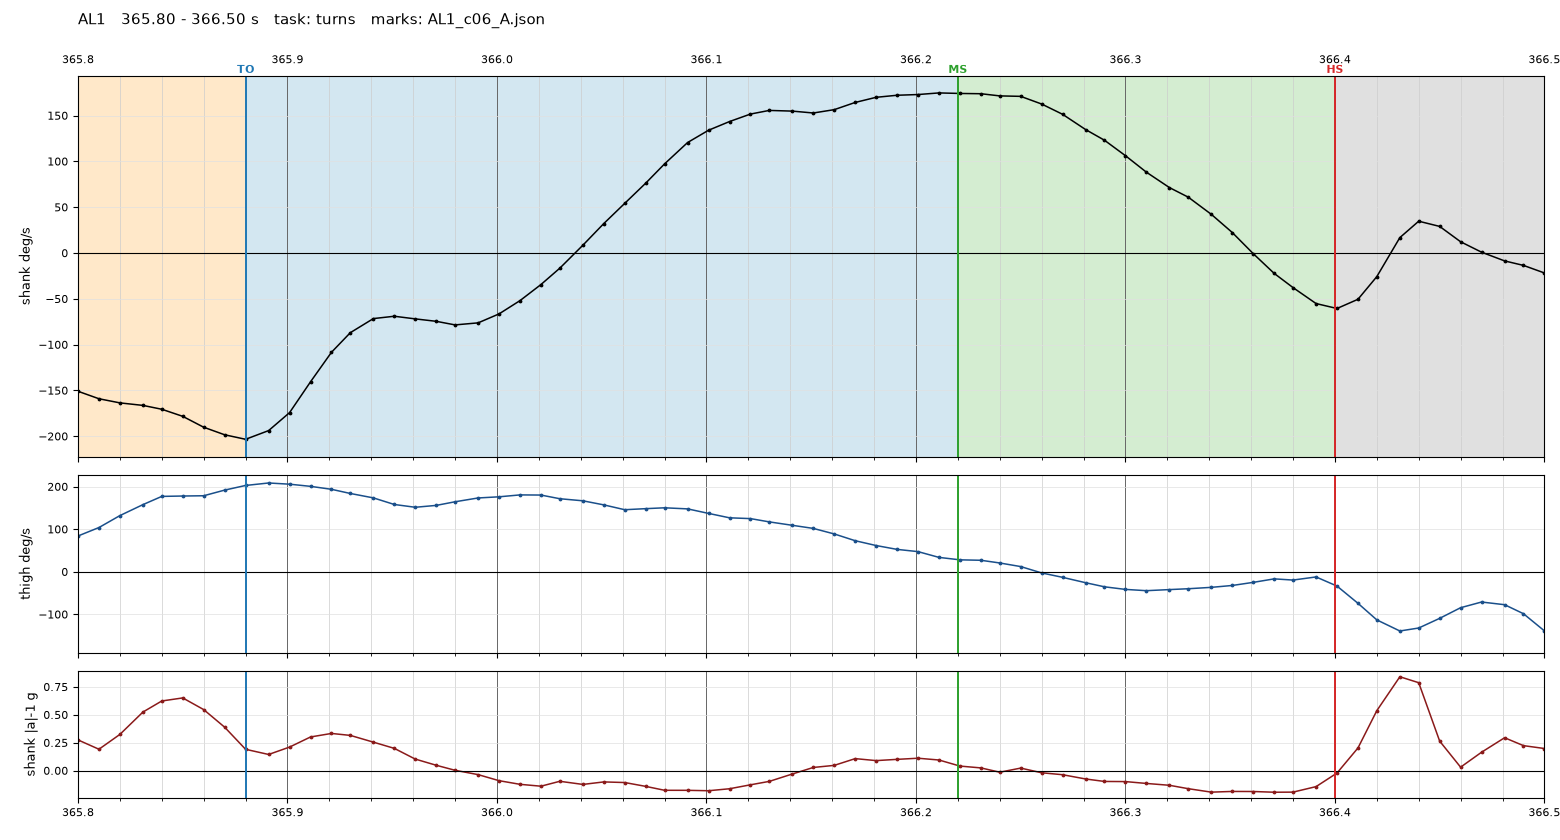 AL1   365.80 - 366.50 s   task: turns   marks: AL1_c06_A.json
365.8 365.9 366.0 366.1 366.2 366.3 366.4 366.5
TO MS HS
shank deg/s
150
100
50
0
−50
−100
−150
−200
thigh deg/s
200
100
0
−100
shank |a|-1 g
0.75
0.50
0.25
0.00
365.8 365.9 366.0 366.1 366.2 366.3 366.4 366.5